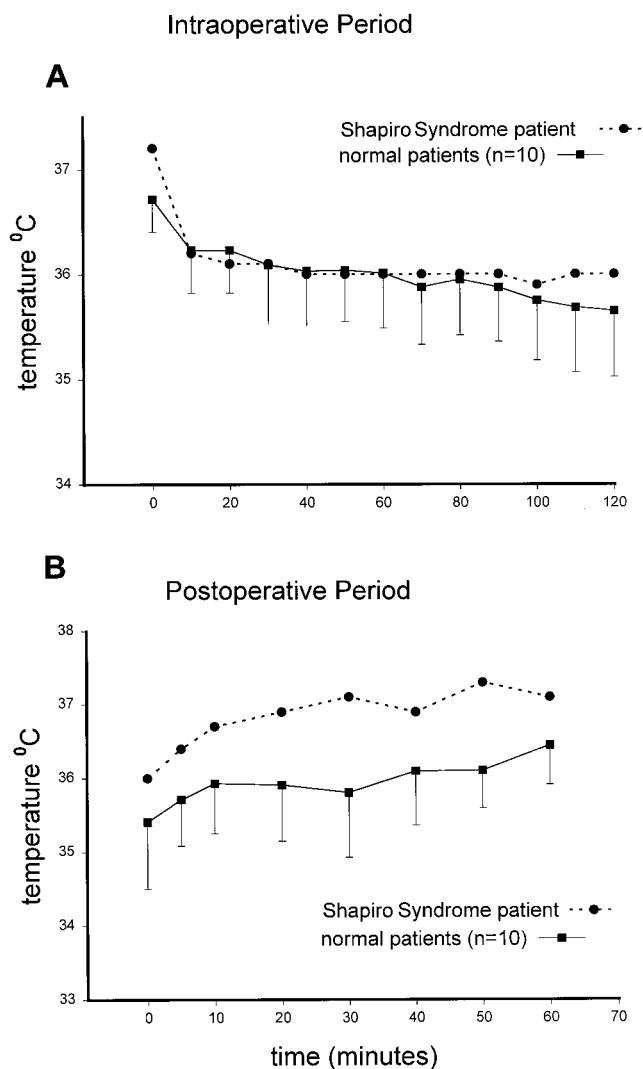 Intraoperative Period
A
Shapiro Syndrome patient
normal patients (n=10)
temperature ⁰C
37
36
35
34
0 20 40 60 80 100 120
B
Postoperative Period
38
37
36
35
34
33
temperature ⁰C
Shapiro Syndrome patient
normal patients (n=10)
0 10 20 30 40 50 60 70
time (minutes)